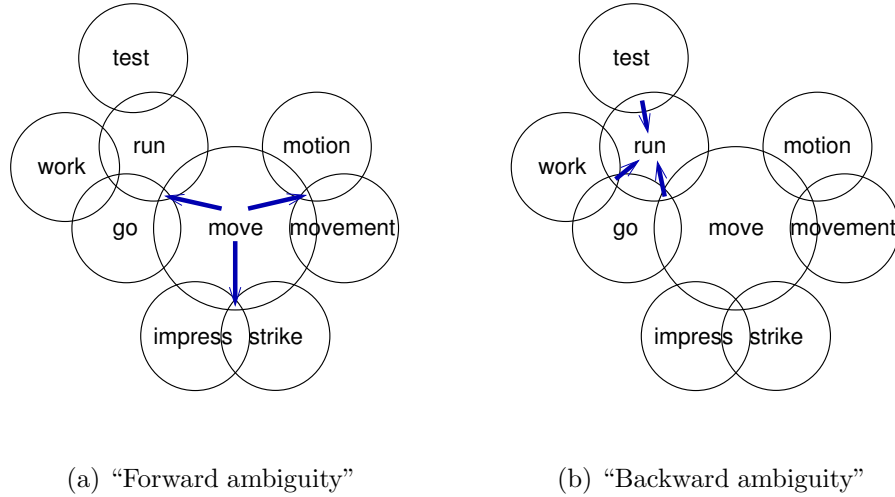 test
run
motion
work
go
move
movement
impress
strike
(a) “Forward ambiguity”
test
run
motion
work
go
move
movement
impress
strike
(b) “Backward ambiguity”